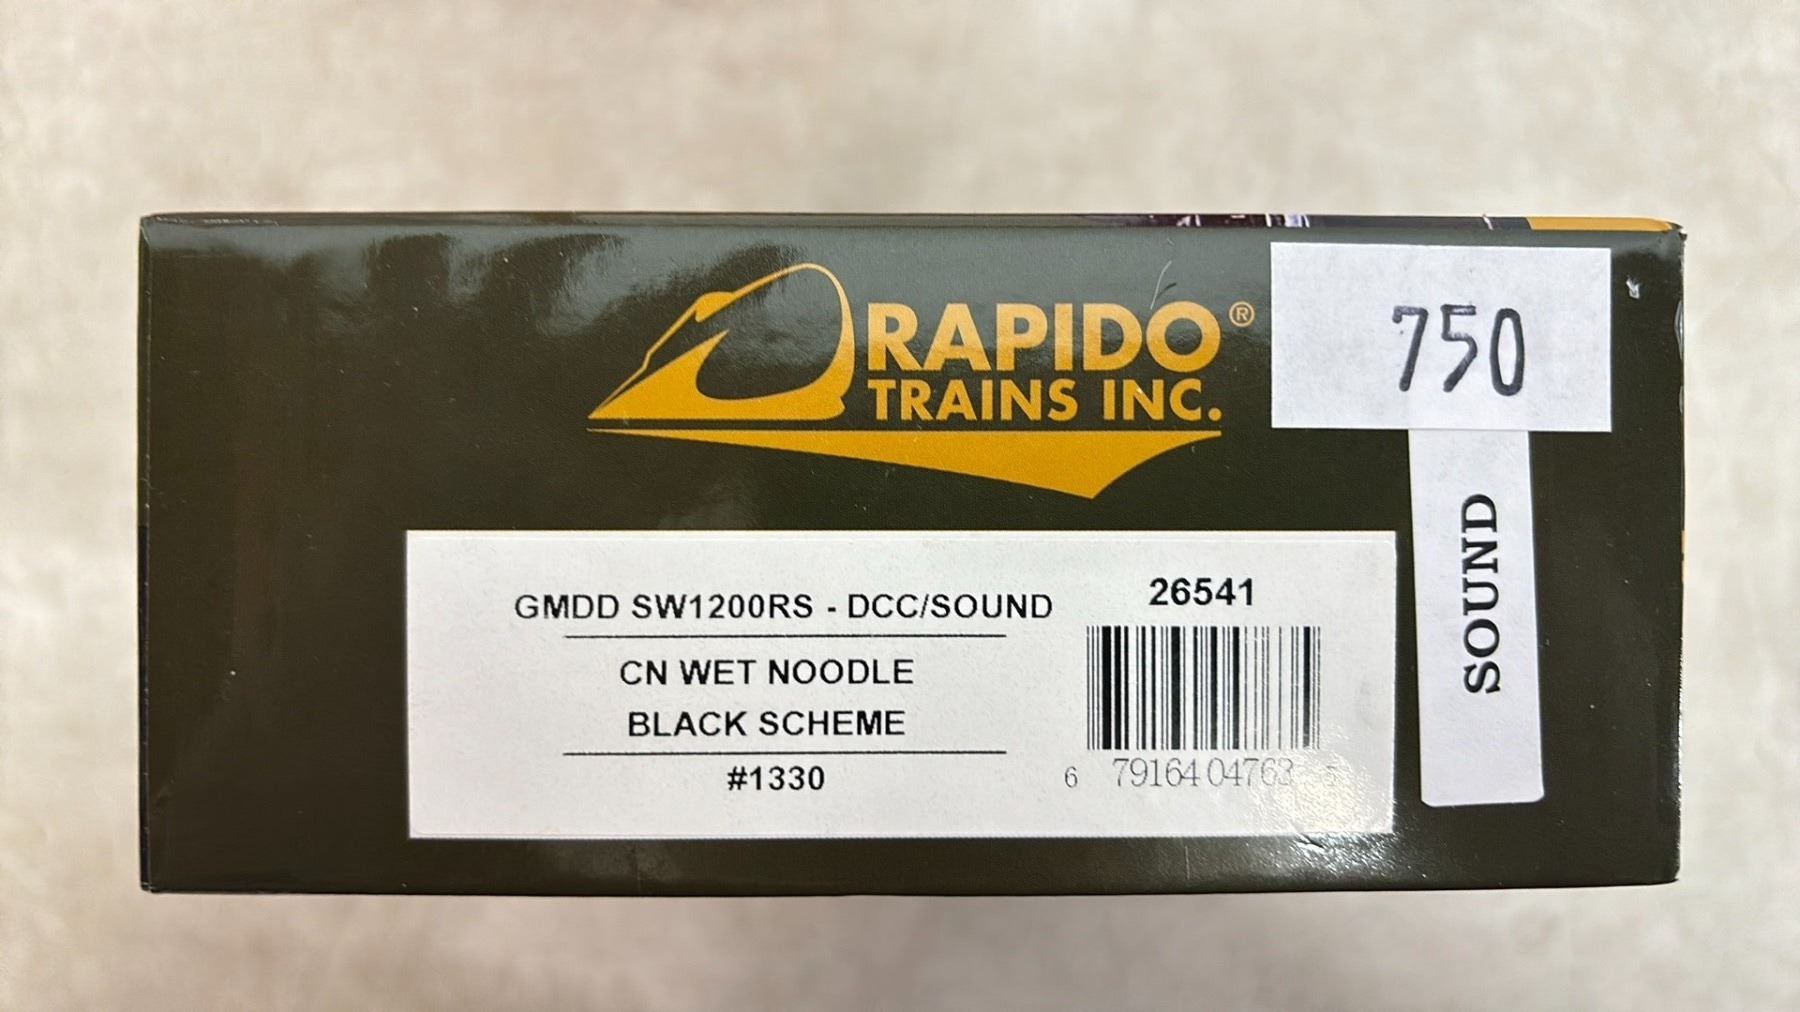 RAPIDO®
TRAINS INC.
750
SOUND
GMDD SW1200RS - DCC/SOUND
CN WET NOODLE
BLACK SCHEME
#1330
26541
6 79164 04763 5